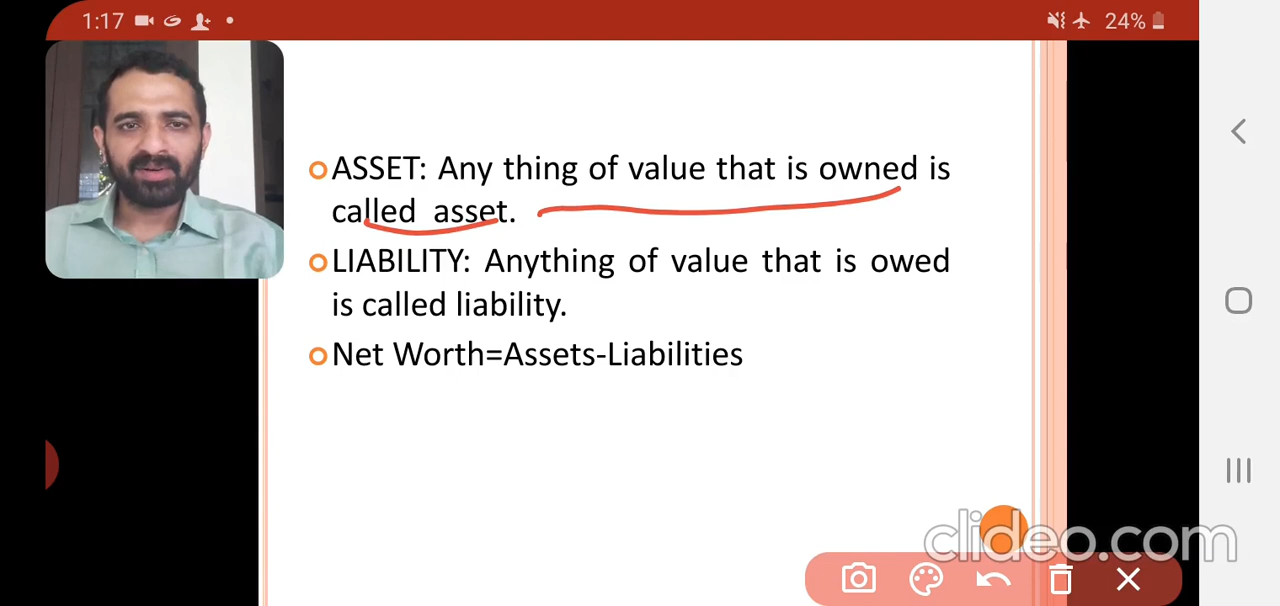 1:17
24%
ASSET: Any thing of value that is owned is
called asset.
LIABILITY: Anything of value that is owed
is called liability.
Net Worth=Assets-Liabilities
clideo.com